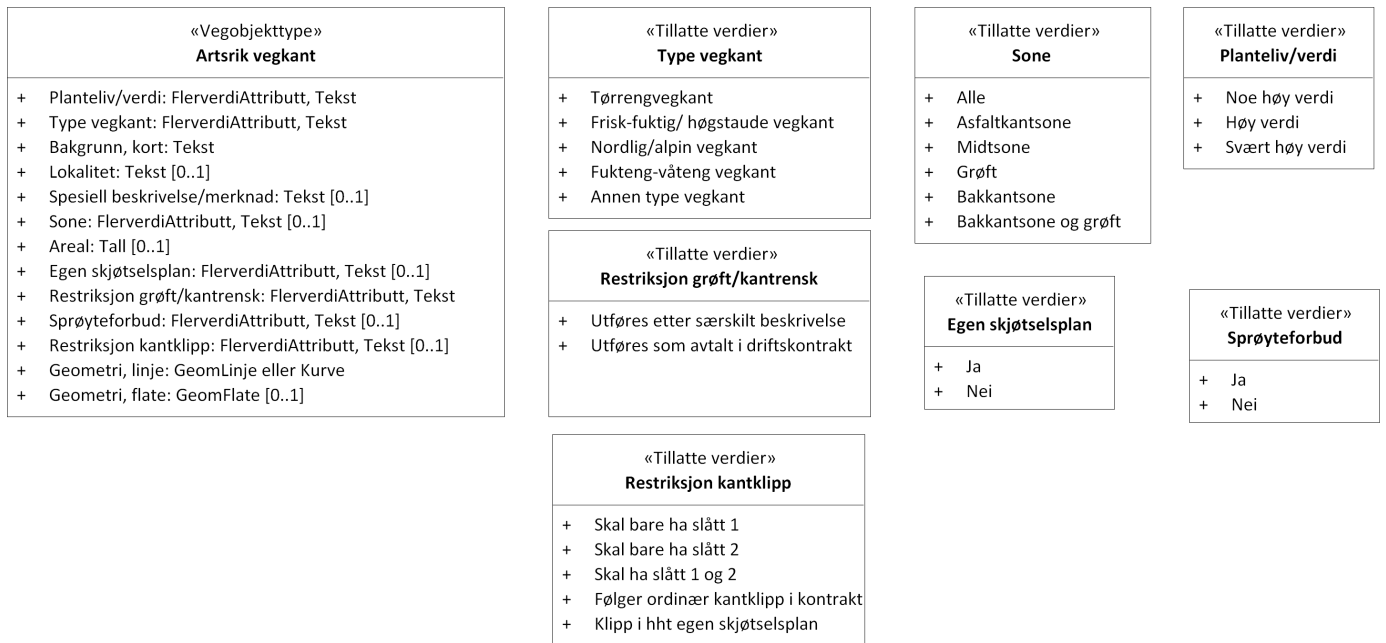 «Vegobjekttype»
Artsrik vegkant
+ Planteliv/verdi: FlerverdiAttributt, Tekst
+ Type vegkant: FlerverdiAttributt, Tekst
+ Bakgrunn, kort: Tekst
+ Lokalitet: Tekst [0..1]
+ Spesiell beskrivelse/merknad: Tekst [0..1]
+ Sone: FlerverdiAttributt, Tekst [0..1]
+ Areal: Tall [0..1]
+ Egen skjøtselsplan: FlerverdiAttributt, Tekst [0..1]
+ Restriksjon grøft/kantrensk: FlerverdiAttributt, Tekst
+ Sprøyteforbud: FlerverdiAttributt, Tekst [0..1]
+ Restriksjon kantklipp: FlerverdiAttributt, Tekst [0..1]
+ Geometri, linje: GeomLinje eller Kurve
+ Geometri, flate: GeomFlate [0..1]
«Tillatte verdier»
Type vegkant
+ Tørrengvegkant
+ Frisk-fuktig/ høgstaude vegkant
+ Nordlig/alpin vegkant
+ Fukteng-våteng vegkant
+ Annen type vegkant
«Tillatte verdier»
Restriksjon grøft/kantrensk
+ Utføres etter særskilt beskrivelse
+ Utføres som avtalt i driftskontrakt
«Tillatte verdier»
Restriksjon kantklipp
+ Skal bare ha slått 1
+ Skal bare ha slått 2
+ Skal ha slått 1 og 2
+ Følger ordinær kantklipp i kontrakt
+ Klipp i hht egen skjøtselsplan
«Tillatte verdier»
Sone
+ Alle
+ Asfaltkantsone
+ Midtsone
+ Grøft
+ Bakkantsone
+ Bakkantsone og grøft
«Tillatte verdier»
Egen skjøtselsplan
+ Ja
+ Nei
«Tillatte verdier»
Planteliv/verdi
+ Noe høy verdi
+ Høy verdi
+ Svært høy verdi
«Tillatte verdier»
Sprøyteforbud
+ Ja
+ Nei